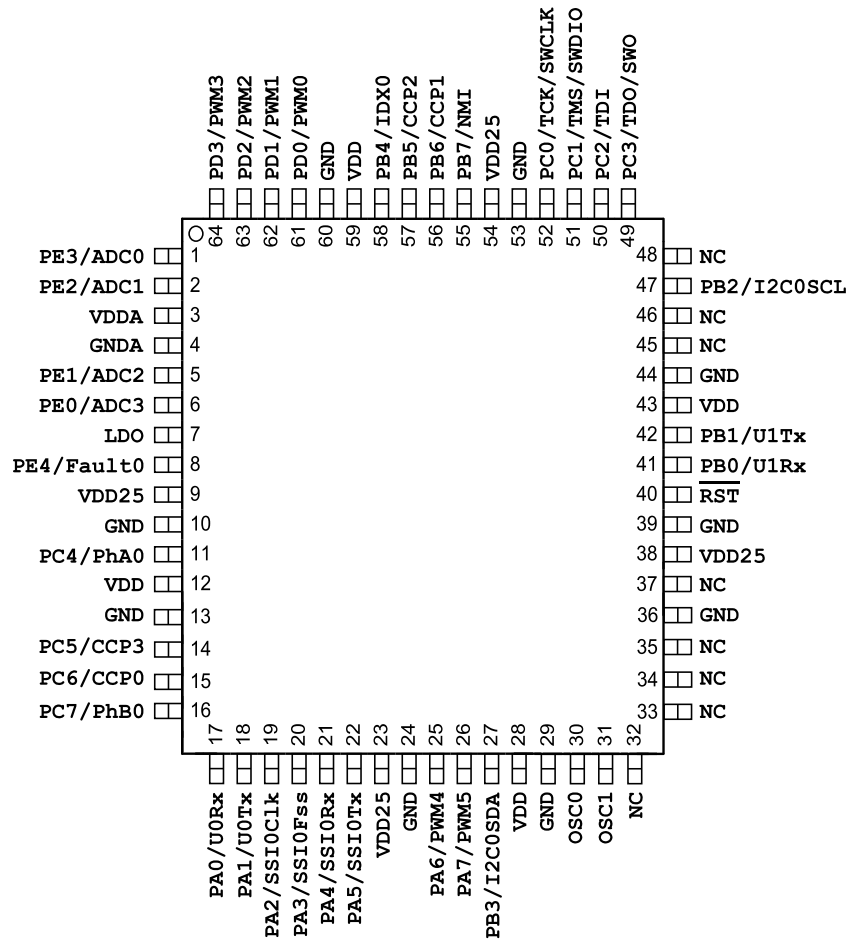 PD3/PWM3
PD2/PWM2
PD1/PWM1
PD0/PWM0
GND
VDD
PB4/IDX0
PB5/CCP2
PB6/CCP1
PB7/NMI
VDD25
GND
PC0/TCK/SWCLK
PC1/TMS/SWDIO
PC2/TDI
PC3/TDO/SWO
64
63
62
61
60
59
58
57
56
55
54
53
52
51
50
49
PE3/ADC0 1
PE2/ADC1 2
VDDA 3
GNDA 4
PE1/ADC2 5
PE0/ADC3 6
LDO 7
PE4/Fault0 8
VDD25 9
GND 10
PC4/PhA0 11
VDD 12
GND 13
PC5/CCP3 14
PC6/CCP0 15
PC7/PhB0 16
48 NC
47 PB2/I2C0SCL
46 NC
45 NC
44 GND
43 VDD
42 PB1/U1Tx
41 PB0/U1Rx
40 RST
39 GND
38 VDD25
37 NC
36 GND
35 NC
34 NC
33 NC
17
18
19
20
21
22
23
24
25
26
27
28
29
30
31
32
PA0/U0Rx
PA1/U0Tx
PA2/SSI0Clk
PA3/SSI0Fss
PA4/SSI0Rx
PA5/SSI0Tx
VDD25
GND
PA6/PWM4
PA7/PWM5
PB3/I2C0SDA
VDD
GND
OSC0
OSC1
NC